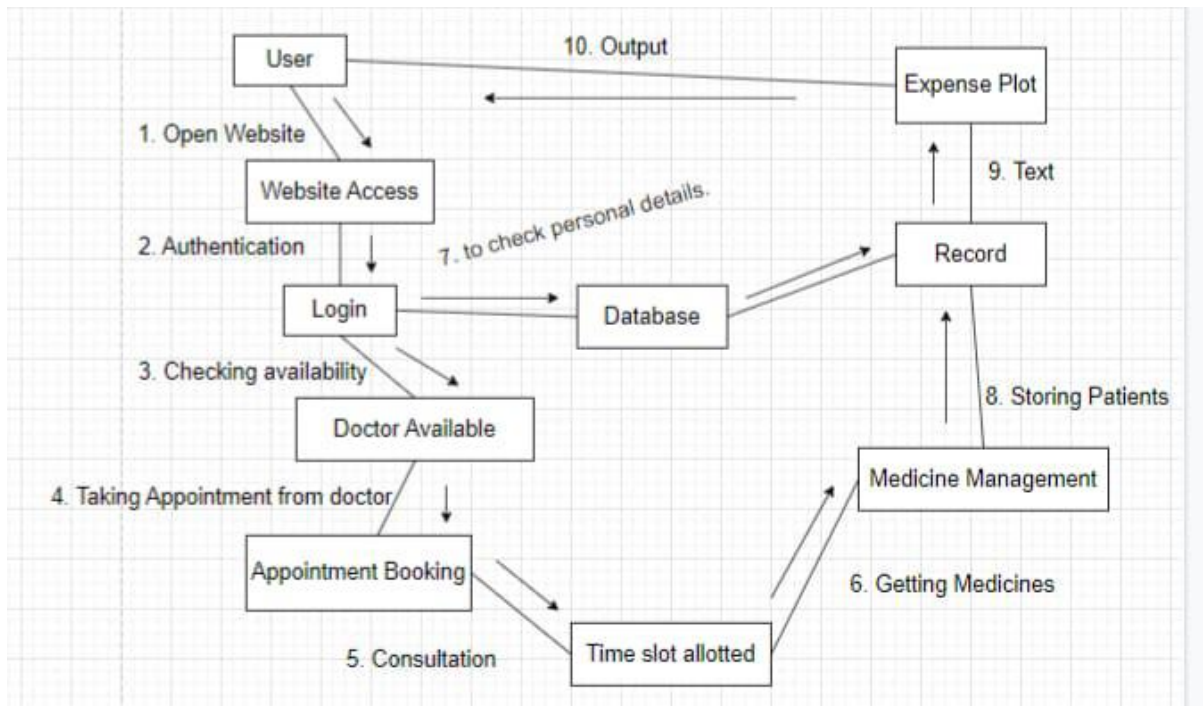 User
10. Output
Expense Plot
1. Open Website
Website Access
9. Text
2. Authentication
7. to check personal details.
Record
Login
Database
3. Checking availability
8. Storing Patients
Doctor Available
Medicine Management
4. Taking Appointment from doctor
Appointment Booking
6. Getting Medicines
5. Consultation
Time slot allotted